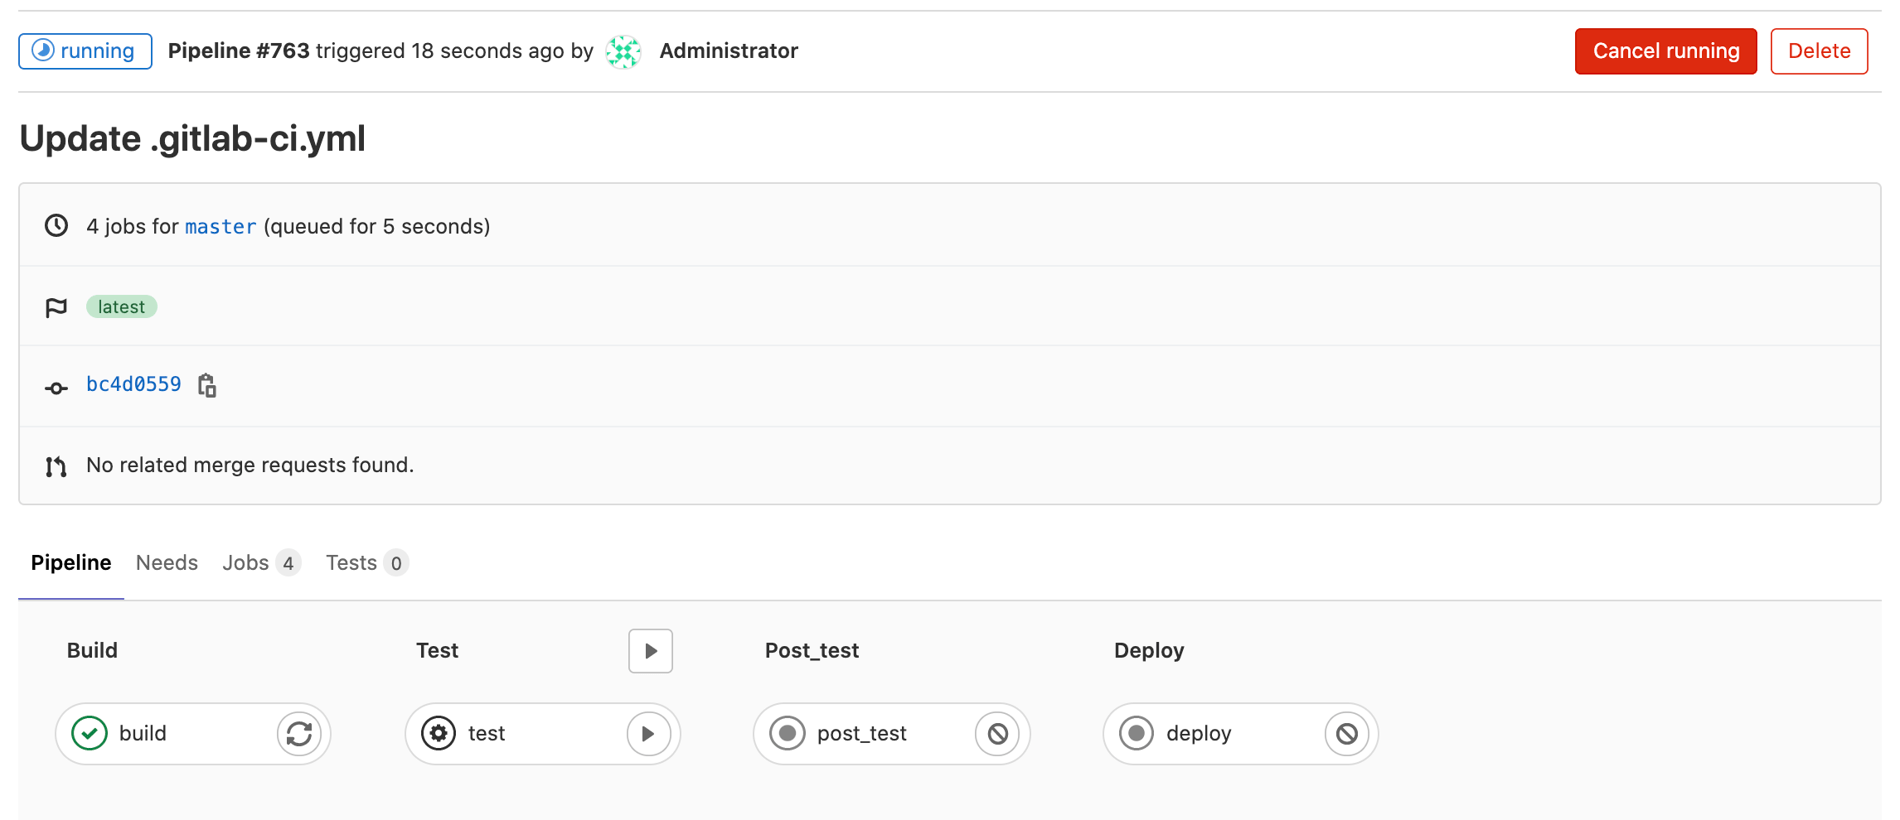 running Pipeline #763 triggered 18 seconds ago by Administrator Cancel running Delete
Update .gitlab-ci.yml
4 jobs for master (queued for 5 seconds)
latest
bc4d0559
No related merge requests found.
Pipeline Needs Jobs 4 Tests 0
Build Test Post_test Deploy
build test post_test deploy